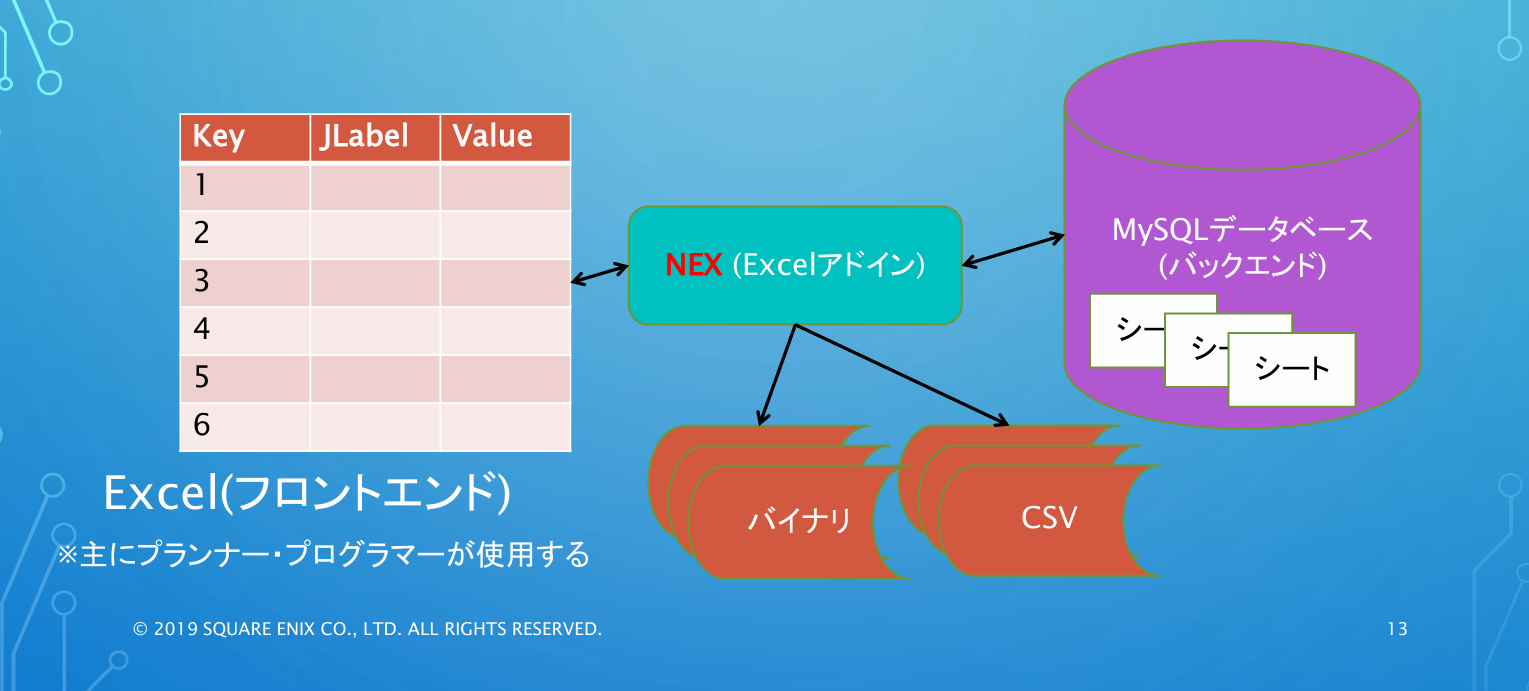 Key JLabel Value
1
2
3
4
5
6
Excel(フロントエンド)
※主にプランナー・プログラマーが使用する
NEX (Excelアドイン)
MySQLデータベース
(バックエンド)
シー
シー
シート
バイナリ
CSV
© 2019 SQUARE ENIX CO., LTD. ALL RIGHTS RESERVED.
13